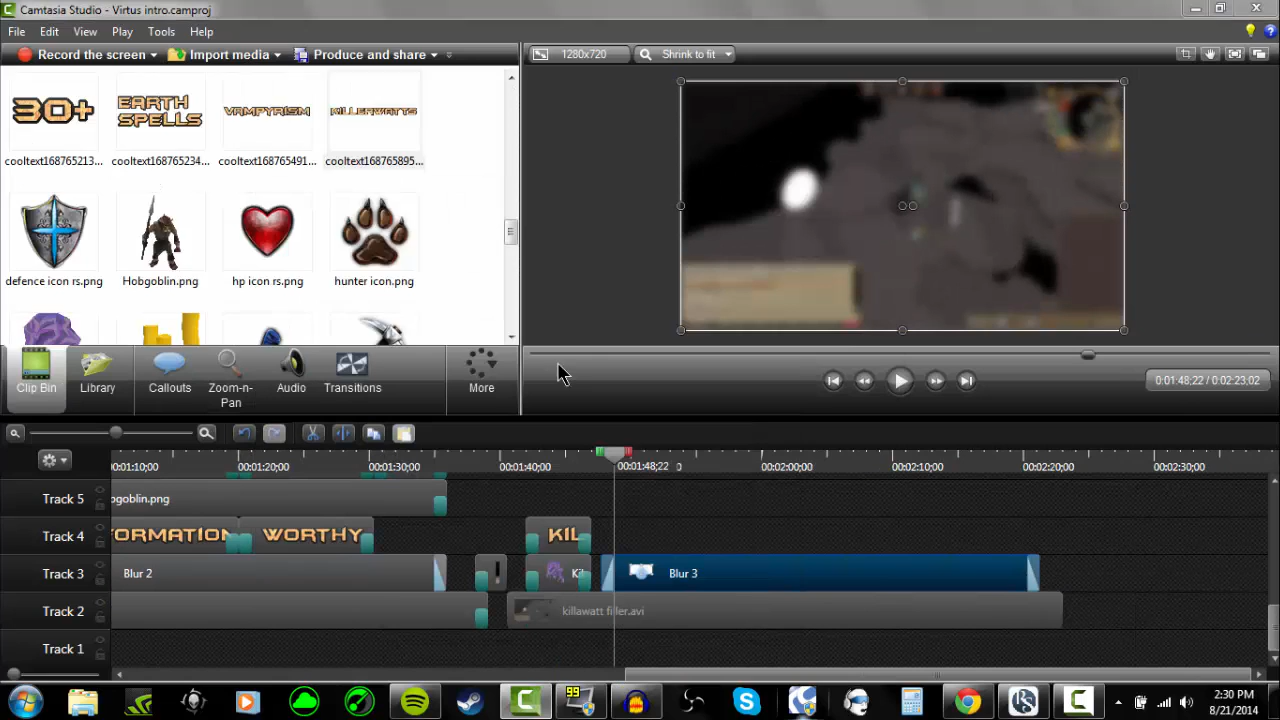 Camtasia Studio - Virtus intro.camproj
File Edit View Play Tools Help
Record the screen Import media Produce and share
1280x720 Shrink to fit
30+ EARTH SPELLS VAMPYRISM KILLERWATTS
cooltext168765213... cooltext168765234... cooltext168765491... cooltext168765895...
defence icon rs.png Hobgoblin.png hp icon rs.png hunter icon.png
Clip Bin Library Callouts Zoom-n-Pan Audio Transitions More
0:01:48;22 / 0:02:23;02
00:01:10;00 00:01:20;00 00:01:30;00 00:01:40;00 00:01:48;22 0 00:02:00;00 00:02:10;00 00:02:20;00 00:02:30;00
Track 5 ogoblin.png
Track 4 FORMATION WORTHY KIL
Track 3 Blur 2 Kil Blur 3
Track 2 killawatt filler.avi
Track 1
99
2:30 PM
8/21/2014